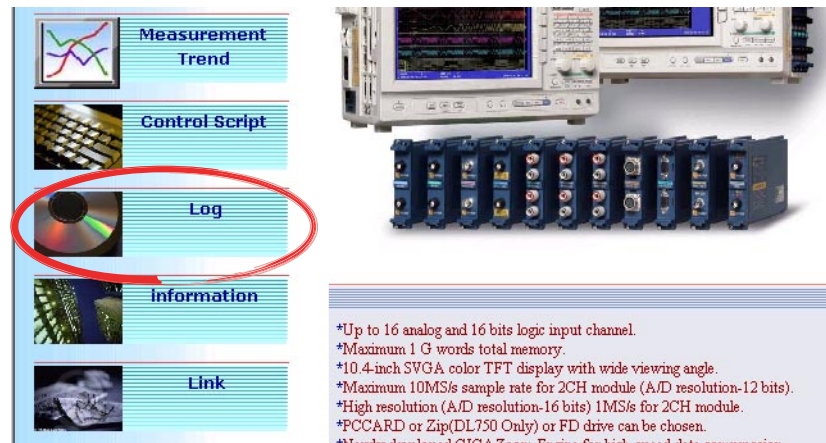 Measurement
Trend
Control Script
Log
Information
Link
*Up to 16 analog and 16 bits logic input channel.
*Maximum 1 G words total memory.
*10.4-inch SVGA color TFT display with wide viewing angle.
*Maximum 10MS/s sample rate for 2CH module (A/D resolution-12 bits).
*High resolution (A/D resolution-16 bits) 1MS/s for 2CH module.
*PCCARD or Zip(DL750 Only) or FD drive can be chosen.